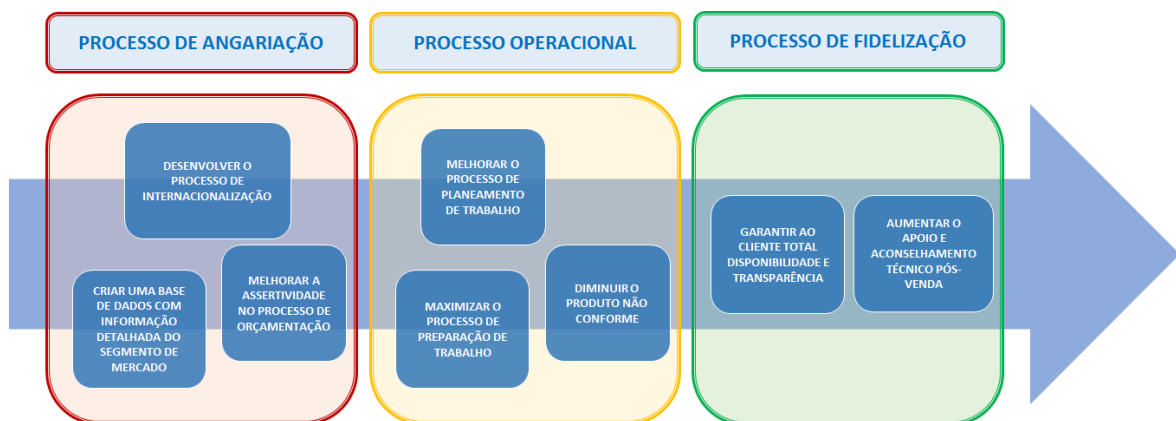 PROCESSO DE ANGARIAÇÃO
PROCESSO OPERACIONAL
PROCESSO DE FIDELIZAÇÃO
DESENVOLVER O
PROCESSO DE
INTERNACIONALIZAÇÃO
CRIAR UMA BASE
DE DADOS COM
INFORMAÇÃO
DETALHADA DO
SEGMENTO DE
MERCADO
MELHORAR A
ASSERTIVIDADE
NO PROCESSO DE
ORÇAMENTAÇÃO
MELHORAR O
PROCESSO DE
PLANEAMENTO
DE TRABALHO
MAXIMIZAR O
PROCESSO DE
PREPARAÇÃO DE
TRABALHO
DIMINUIR O
PRODUTO NÃO
CONFORME
GARANTIR AO
CLIENTE TOTAL
DISPONIBILIDADE E
TRANSPARÊNCIA
AUMENTAR O
APOIO E
ACONSELHAMENTO
TÉCNICO PÓS-
VENDA